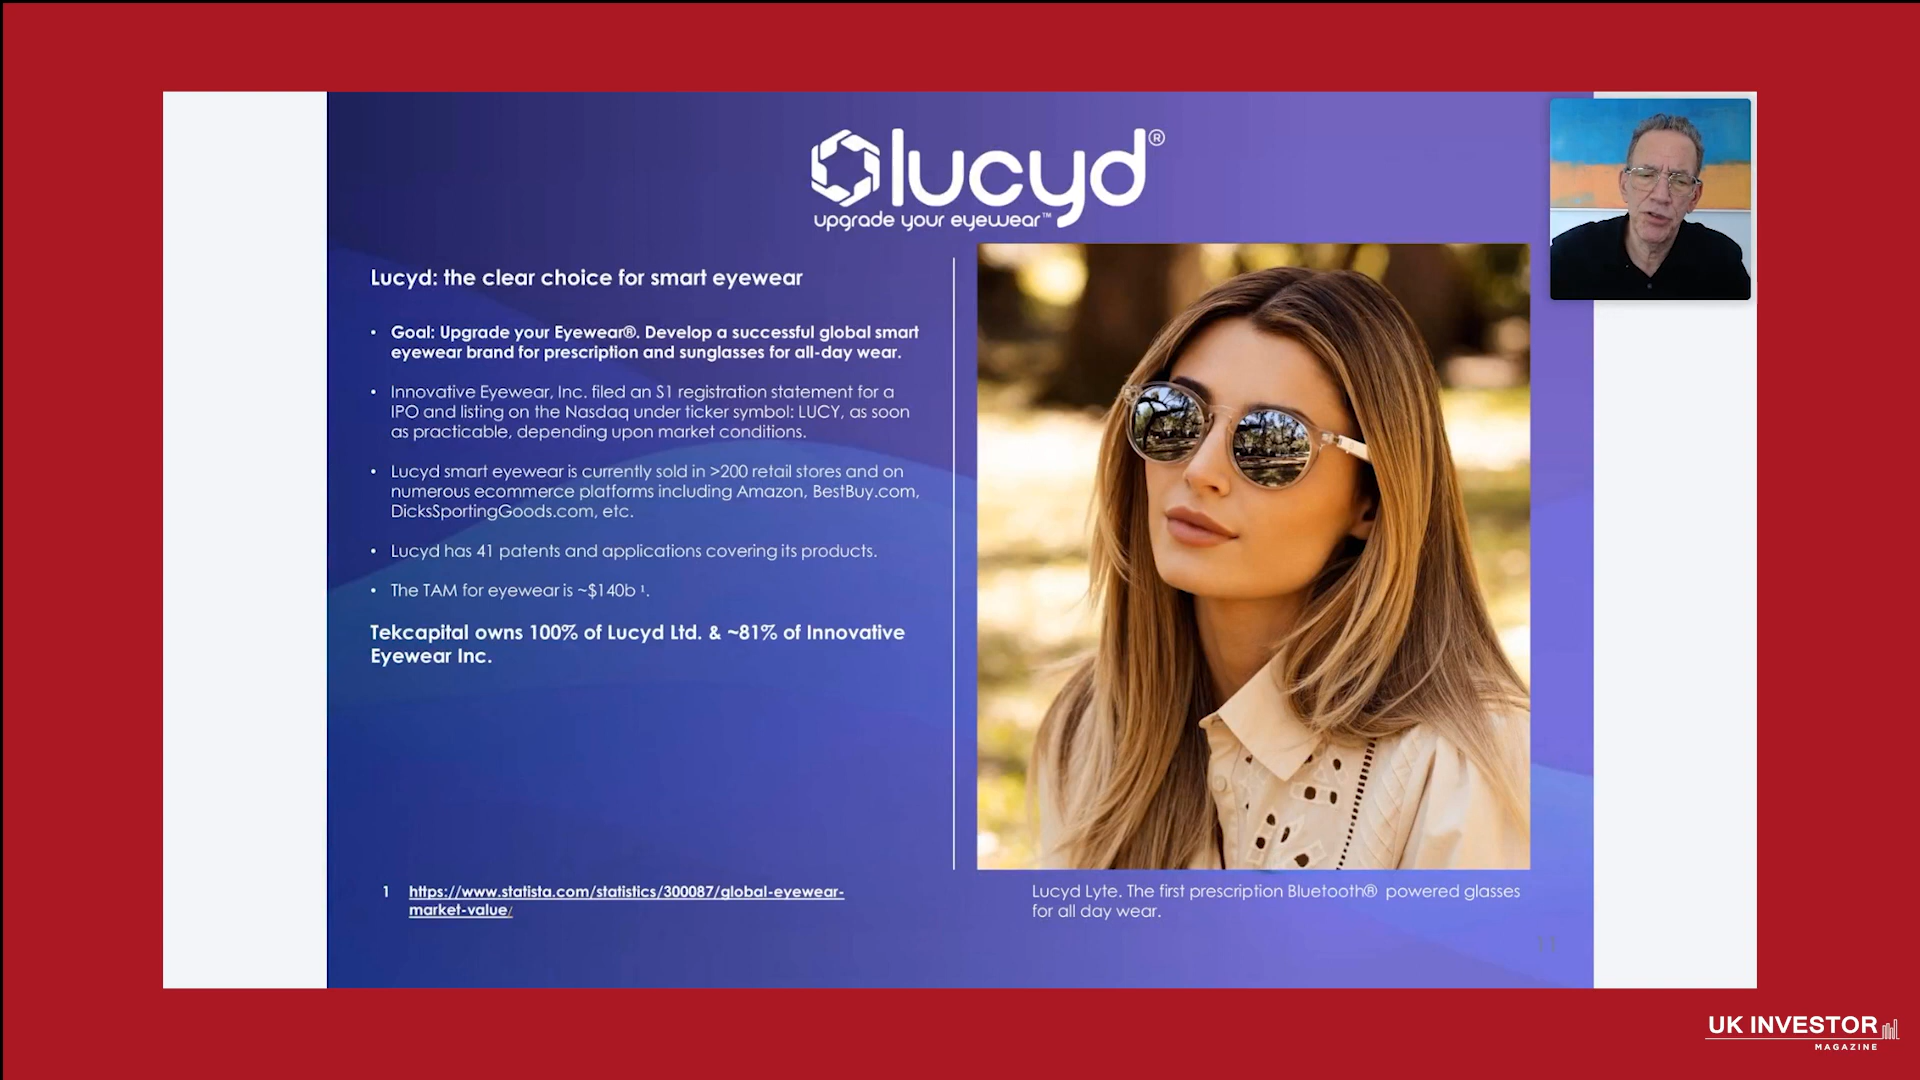 lucyd®
upgrade your eyewear™
Lucyd: the clear choice for smart eyewear
• Goal: Upgrade your Eyewear®. Develop a successful global smart
eyewear brand for prescription and sunglasses for all-day wear.
• Innovative Eyewear, Inc. filed an S1 registration statement for a
IPO and listing on the Nasdaq under ticker symbol: LUCY, as soon
as practicable, depending upon market conditions.
• Lucyd smart eyewear is currently sold in >200 retail stores and on
numerous ecommerce platforms including Amazon, BestBuy.com,
DicksSportingGoods.com, etc.
• Lucyd has 41 patents and applications covering its products.
• The TAM for eyewear is ~$140b ¹.
Tekcapital owns 100% of Lucyd Ltd. & ~81% of Innovative
Eyewear Inc.
1 https://www.statista.com/statistics/300087/global-eyewear-
market-value/
Lucyd Lyte. The first prescription Bluetooth® powered glasses
for all day wear.
11
UK INVESTOR
MAGAZINE